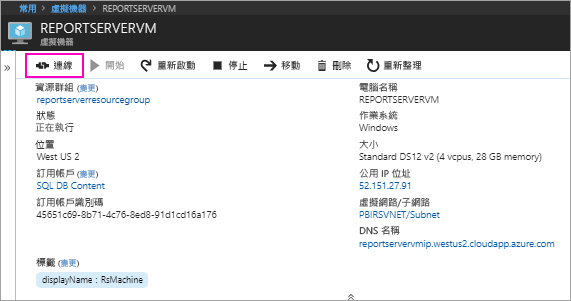 常用 > 虛擬機器 > REPORTSERVERVM
REPORTSERVERVM
虛擬機器
» 連線 開始 重新啟動 停止 移動 刪除 重新整理
資源群組 (變更)
reportserverresourcegroup
狀態
正在執行
位置
West US 2
訂用帳戶 (變更)
SQL DB Content
訂用帳戶識別碼
45651c69-8b71-4c76-8ed8-91d1cd16a176
電腦名稱
REPORTSERVERVM
作業系統
Windows
大小
Standard DS12 v2 (4 vcpus, 28 GB memory)
公用 IP 位址
52.151.27.91
虛擬網路/子網路
PBIRSVNET/Subnet
DNS 名稱
reportservervmip.westus2.cloudapp.azure.com
標籤 (變更)
displayName : RsMachine